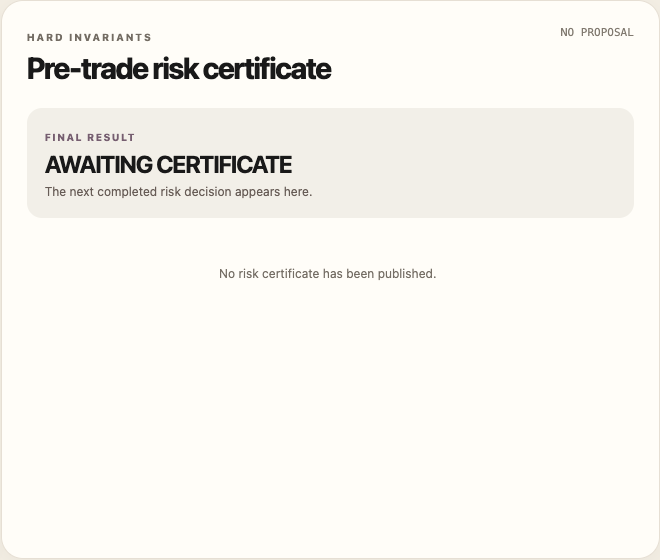 HARD INVARIANTS
NO PROPOSAL
Pre-trade risk certificate
FINAL RESULT
AWAITING CERTIFICATE
The next completed risk decision appears here.
No risk certificate has been published.